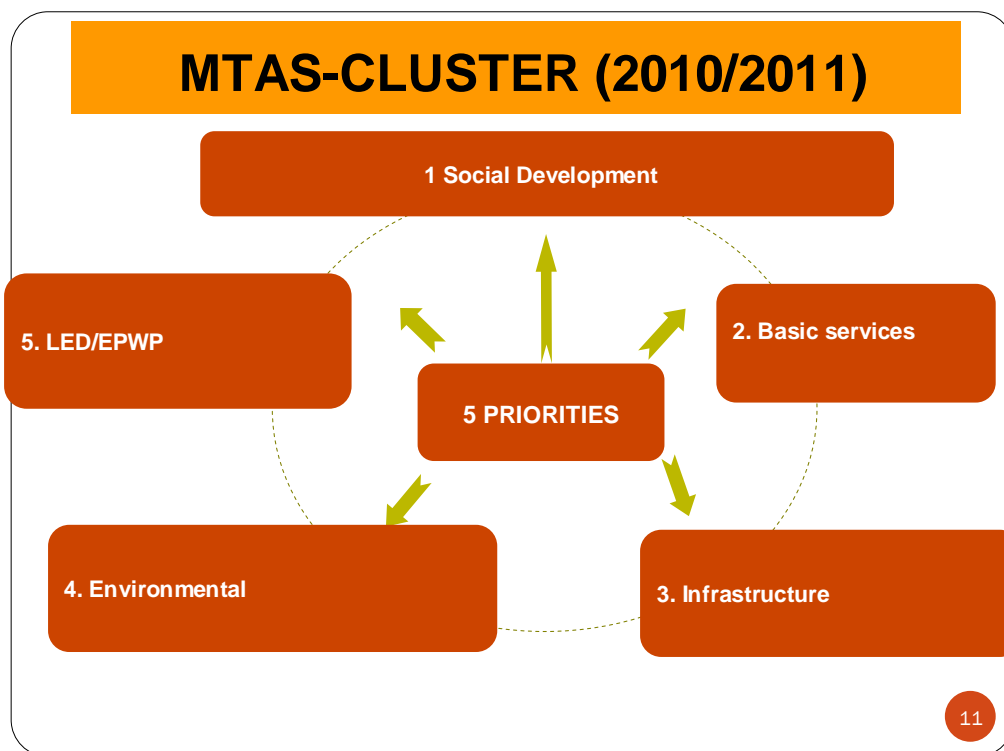 MTAS-CLUSTER (2010/2011)
1 Social Development
5. LED/EPWP
2. Basic services
5 PRIORITIES
4. Environmental
3. Infrastructure
11